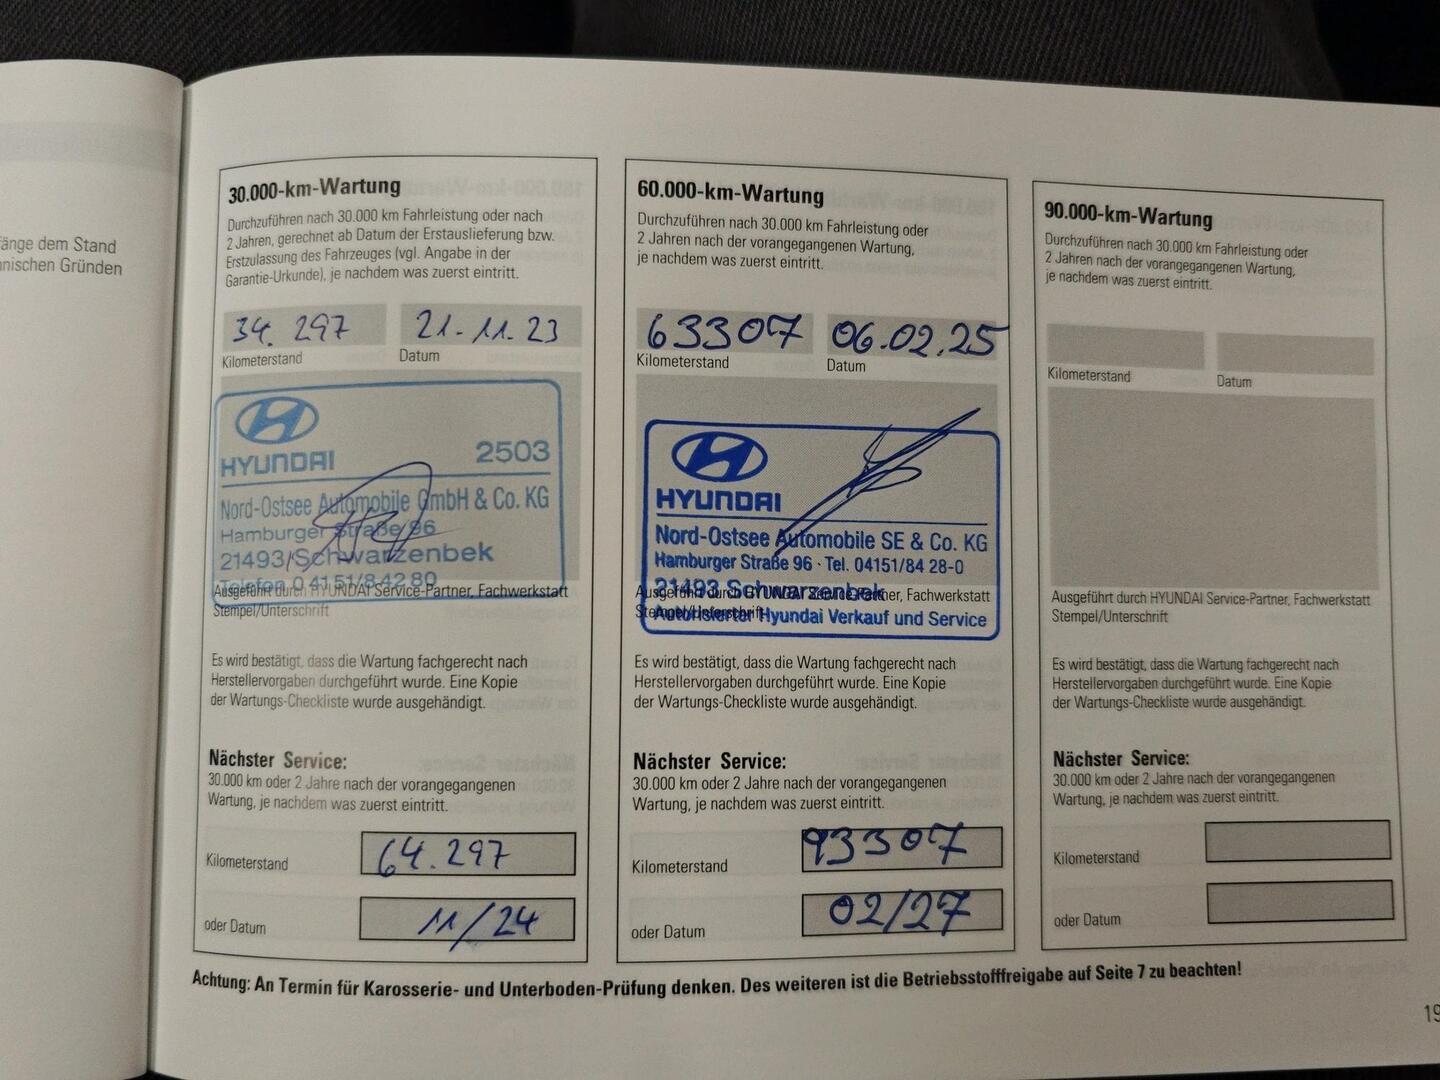 änge dem Stand
nischen Gründen
30.000-km-Wartung
Durchzuführen nach 30.000 km Fahrleistung oder nach
2 Jahren, gerechnet ab Datum der Erstauslieferung bzw.
Erstzulassung des Fahrzeuges (vgl. Angabe in der
Garantie-Urkunde), je nachdem was zuerst eintritt.
34.297 21.11.23
Kilometerstand Datum
HYUNDAI 2503
Nord-Ostsee Automobile GmbH & Co. KG
Hamburger Straße 96
21493/Schwarzenbek
Telefon 0 41 51/8 42 80
Ausgeführt durch HYUNDAI Service-Partner, Fachwerkstatt
Stempel/Unterschrift
Es wird bestätigt, dass die Wartung fachgerecht nach
Herstellervorgaben durchgeführt wurde. Eine Kopie
der Wartungs-Checkliste wurde ausgehändigt.
Nächster Service:
30.000 km oder 2 Jahre nach der vorangegangenen
Wartung, je nachdem was zuerst eintritt.
Kilometerstand 64.297
oder Datum 11/24
60.000-km-Wartung
Durchzuführen nach 30.000 km Fahrleistung oder
2 Jahren nach der vorangegangenen Wartung,
je nachdem was zuerst eintritt.
63307 06.02.25
Kilometerstand Datum
HYUNDAI
Nord-Ostsee Automobile SE & Co. KG
Hamburger Straße 96 · Tel. 04151/84 28-0
21493 Schwarzenbek
Ausgeführt durch HYUNDAI Service-Partner, Fachwerkstatt
Stempel/Unterschrift
Autorisierter Hyundai Verkauf und Service
Es wird bestätigt, dass die Wartung fachgerecht nach
Herstellervorgaben durchgeführt wurde. Eine Kopie
der Wartungs-Checkliste wurde ausgehändigt.
Nächster Service:
30.000 km oder 2 Jahre nach der vorangegangenen
Wartung, je nachdem was zuerst eintritt.
Kilometerstand 93307
oder Datum 02/27
90.000-km-Wartung
Durchzuführen nach 30.000 km Fahrleistung oder
2 Jahren nach der vorangegangenen Wartung,
je nachdem was zuerst eintritt.
Kilometerstand Datum
Ausgeführt durch HYUNDAI Service-Partner, Fachwerkstatt
Stempel/Unterschrift
Es wird bestätigt, dass die Wartung fachgerecht nach
Herstellervorgaben durchgeführt wurde. Eine Kopie
der Wartungs-Checkliste wurde ausgehändigt.
Nächster Service:
30.000 km oder 2 Jahre nach der vorangegangenen
Wartung, je nachdem was zuerst eintritt.
Kilometerstand
oder Datum
Achtung: An Termin für Karosserie- und Unterboden-Prüfung denken. Des weiteren ist die Betriebsstofffreigabe auf Seite 7 zu beachten!
19